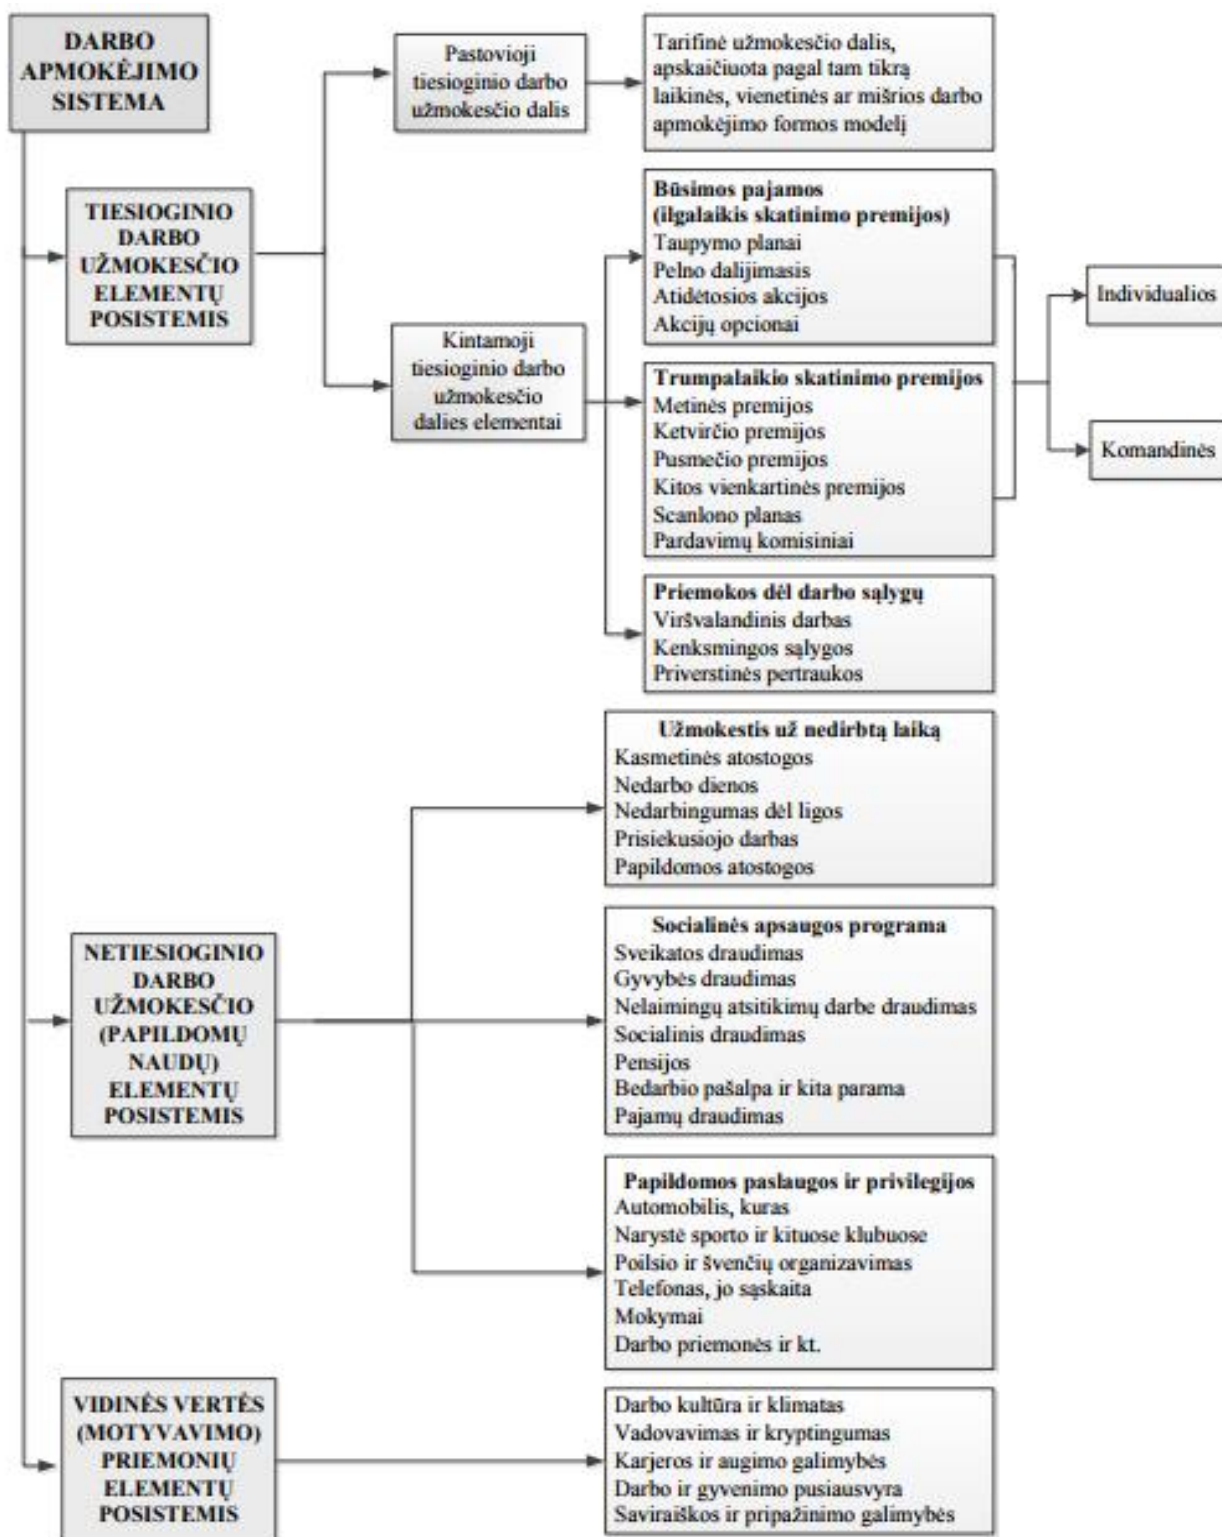 DARBO
APMOKĖJIMO
SISTEMA
Pastovioji
tiesioginio darbo
užmokesčio dalis
Tarifinė užmokesčio dalis,
apskaičiuota pagal tam tikrą
laikinės, vienetinės ar mišrios darbo
apmokėjimo formos modelį
TIESIOGINIO
DARBO
UŽMOKESČIO
ELEMENTŲ
POSISTEMIS
Būsimos pajamos
(ilgalaikis skatinimo premijos)
Taupymo planai
Pelno dalijimasis
Atidėtosios akcijos
Akcijų opcionai
Individualios
Kintamoji
tiesioginio darbo
užmokesčio
dalies elementai
Trumpalaikio skatinimo premijos
Metinės premijos
Ketvirčio premijos
Pusmečio premijos
Kitos vienkartinės premijos
Scanlono planas
Pardavimų komisiniai
Komandinės
Priemokos dėl darbo sąlygų
Viršvalandinis darbas
Kenksmingos sąlygos
Priverstinės pertraukos
Užmokestis už nedirbtą laiką
Kasmetinės atostogos
Nedarbo dienos
Nedarbingumas dėl ligos
Prisiekusiojo darbas
Papildomos atostogos
NETIESIOGINIO
DARBO
UŽMOKESČIO
(PAPILDOMŲ
NAUDŲ)
ELEMENTŲ
POSISTEMIS
Socialinės apsaugos programa
Sveikatos draudimas
Gyvybės draudimas
Nelaimingų atsitikimų darbe draudimas
Socialinis draudimas
Pensijos
Bedarbio pašalpa ir kita parama
Pajamų draudimas
Papildomos paslaugos ir privilegijos
Automobilis, kuras
Narystė sporto ir kituose klubuose
Poilsio ir švenčių organizavimas
Telefonas, jo sąskaita
Mokymai
Darbo priemonės ir kt.
VIDINĖS VERTĖS
(MOTYVAVIMO)
PRIEMONIŲ
ELEMENTŲ
POSISTEMIS
Darbo kultūra ir klimatas
Vadovavimas ir kryptingumas
Karjeros ir augimo galimybės
Darbo ir gyvenimo pusiausvyra
Saviraiškos ir pripažinimo galimybės